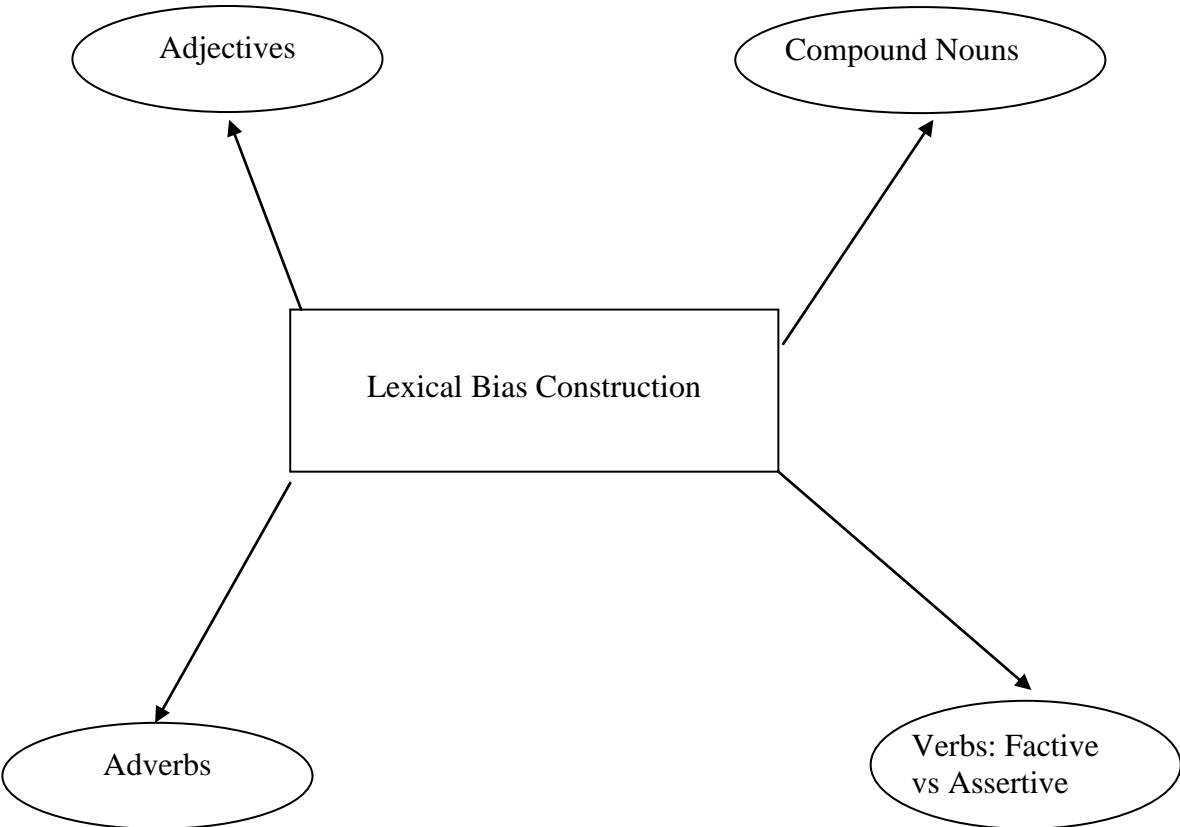 Adjectives
Compound Nouns
Lexical Bias Construction
Adverbs
Verbs: Factive
vs Assertive